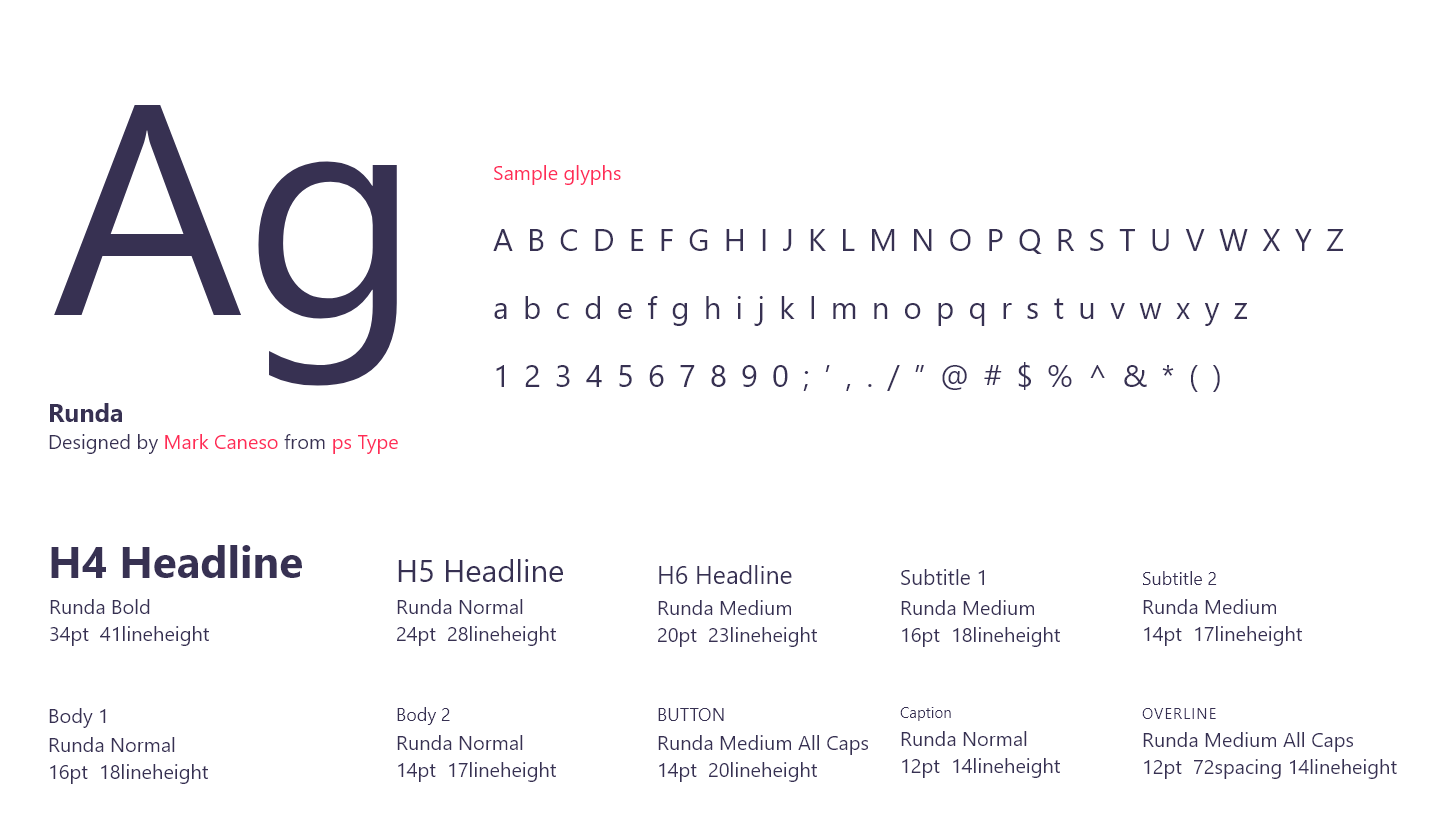 Ag
Runda
Designed by Mark Caneso from ps Type
Sample glyphs
A B C D E F G H I J K L M N O P Q R S T U V W X Y Z
a b c d e f g h i j k l m n o p q r s t u v w x y z
1 2 3 4 5 6 7 8 9 0 ; ′ , . / ″ @ # $ % ^ & * ( )
H4 Headline
Runda Bold
34pt 41lineheight
H5 Headline
Runda Normal
24pt 28lineheight
H6 Headline
Runda Medium
20pt 23lineheight
Subtitle 1
Runda Medium
16pt 18lineheight
Subtitle 2
Runda Medium
14pt 17lineheight
Body 1
Runda Normal
16pt 18lineheight
Body 2
Runda Normal
14pt 17lineheight
BUTTON
Runda Medium All Caps
14pt 20lineheight
Caption
Runda Normal
12pt 14lineheight
OVERLINE
Runda Medium All Caps
12pt 72spacing 14lineheight